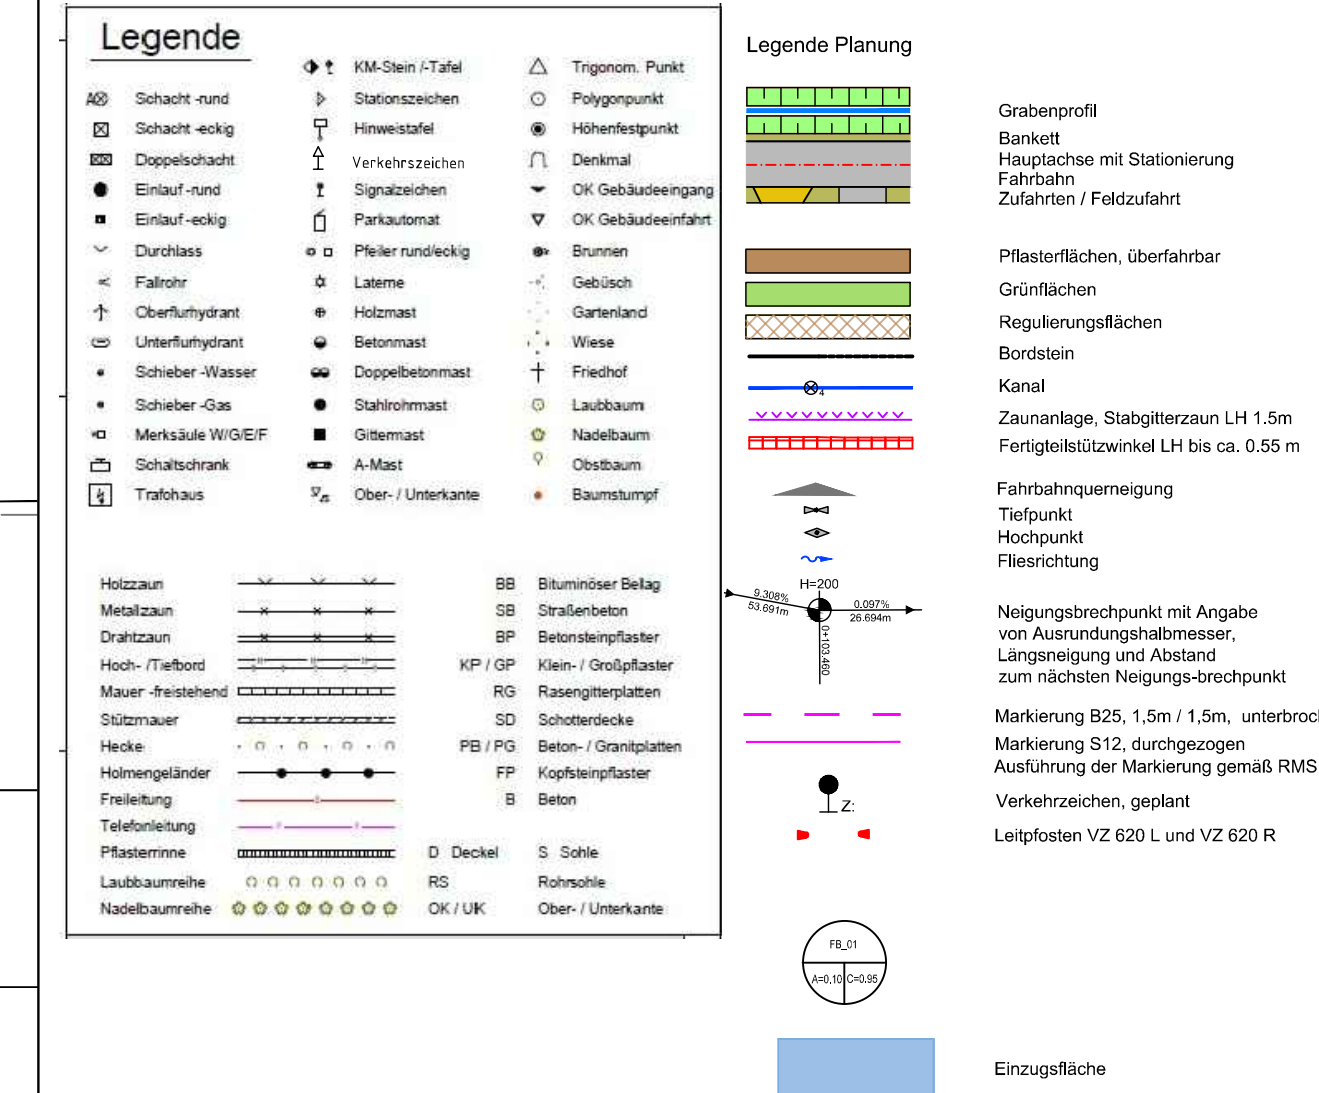 Legende
Schacht -rund
Schacht -eckig
Doppelschacht
Einlauf -rund
Einlauf -eckig
Durchlass
Fallrohr
Oberflurhydrant
Unterflurhydrant
Schieber -Wasser
Schieber -Gas
Merksäule W/G/E/F
Schaltschrank
Trafohaus
KM-Stein /-Tafel
Stationszeichen
Hinweistafel
Verkehrszeichen
Signalzeichen
Parkautomat
Pfeiler rund/eckig
Laterne
Holzmast
Betonmast
Doppelbetonmast
Stahlrohrmast
Gittermast
A-Mast
Ober- / Unterkante
Trigonom. Punkt
Polygonpunkt
Höhenfestpunkt
Denkmal
OK Gebäudeeingang
OK Gebäudeeinfahrt
Brunnen
Gebüsch
Gartenland
Wiese
Friedhof
Laubbaum
Nadelbaum
Obstbaum
Baumstumpf
Holzzaun
Metallzaun
Drahtzaun
Hoch- /Tiefbord
Mauer -freistehend
Stützmauer
Hecke
Holmengeländer
Freileitung
Telefonleitung
Pflasterrinne
Laubbaumreihe
Nadelbaumreihe
BB Bituminöser Bellag
SB Straßenbeton
BP Betonsteinpflaster
KP / GP Klein- / Großpflaster
RG Rasengitterplatten
SD Schotterdecke
PB / PG Beton- / Granitplatten
FP Kopfsteinpflaster
B Beton
D Deckel S Sohle
RS Rohrsohle
OK / UK Ober- / Unterkante
Legende Planung
Grabenprofil
Bankett
Hauptachse mit Stationierung
Fahrbahn
Zufahrten / Feldzufahrt
Pflasterflächen, überfahrbar
Grünflächen
Regulierungsflächen
Bordstein
4
Kanal
Zaunanlage, Stabgitterzaun LH 1.5m
Fertigteilstützwinkel LH bis ca. 0.55 m
Fahrbahnquerneigung
Tiefpunkt
Hochpunkt
Fliesrichtung
H=200
9.308%
53.691m
0.097%
26.694m
0+103.460
Neigungsbrechpunkt mit Angabe
von Ausrundungshalbmesser,
Längsneigung und Abstand
zum nächsten Neigungs-brechpunkt
Markierung B25, 1,5m / 1,5m, unterbroch
Markierung S12, durchgezogen
Ausführung der Markierung gemäß RMS
Z:
Verkehrzeichen, geplant
Leitpfosten VZ 620 L und VZ 620 R
FB_01
A=0.10 C=0.95
Einzugsfläche